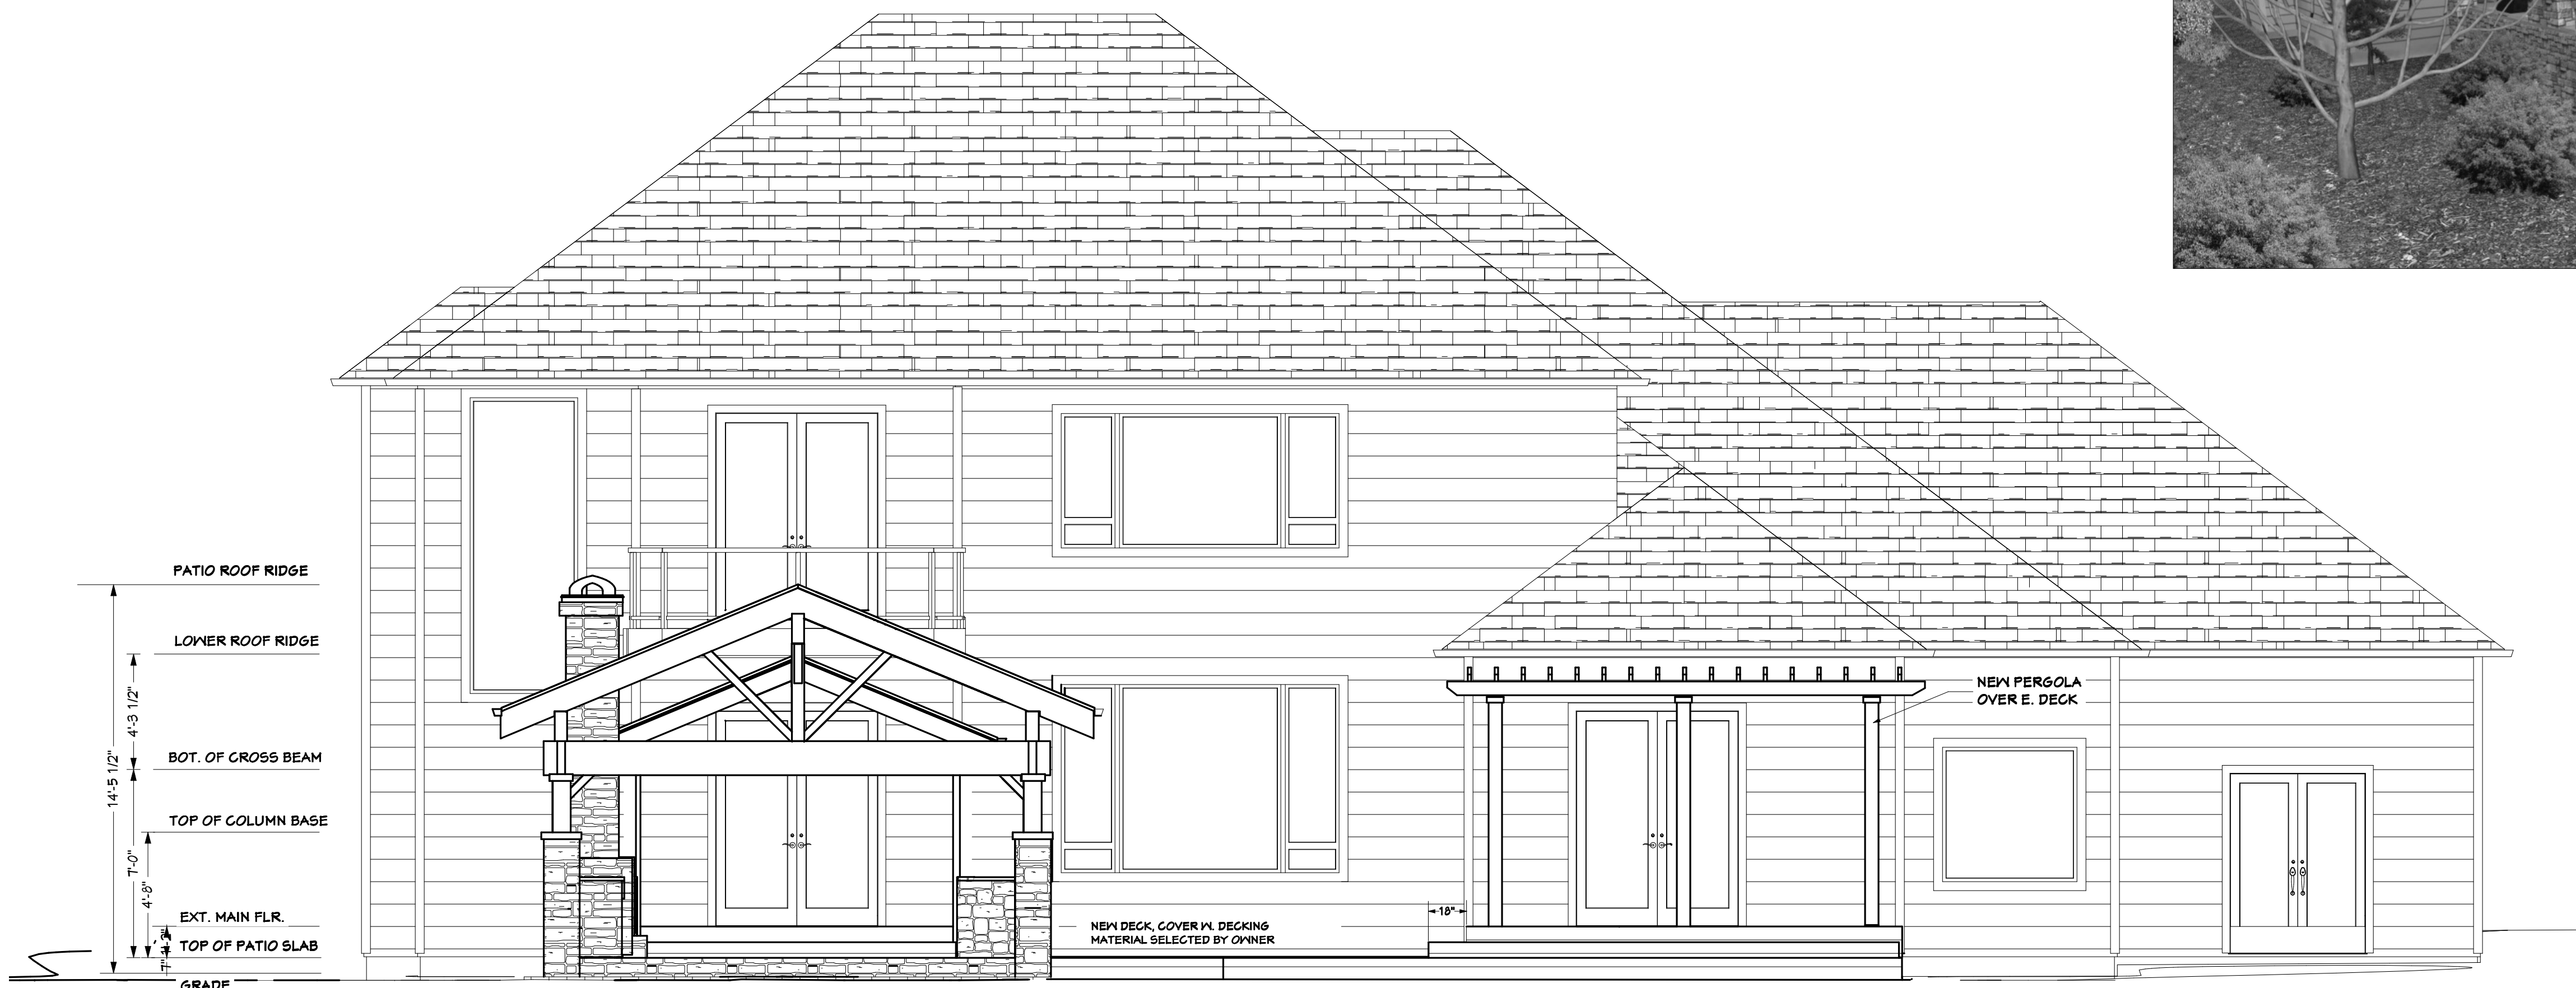 PATIO ROOF RIDGE
LOWER ROOF RIDGE
4'-3 1/2"
14'-5 1/2"
BOT. OF CROSS BEAM
TOP OF COLUMN BASE
7'-0"
4'-8"
EXT. MAIN FLR.
TOP OF PATIO SLAB
7"
GRADE
NEW DECK, COVER W. DECKING
MATERIAL SELECTED BY OWNER
18"
NEW PERGOLA
OVER E. DECK